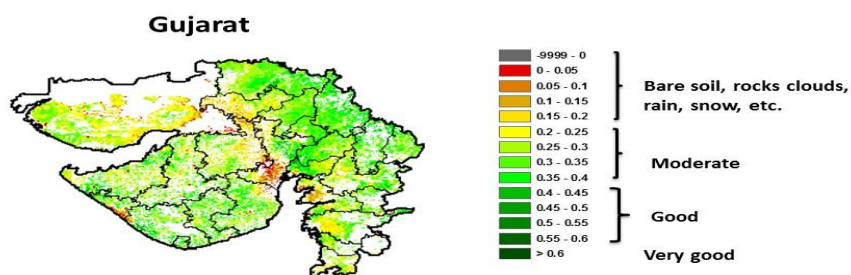 Gujarat
-9999 - 0
0 - 0.05
0.05 - 0.1
0.1 - 0.15
0.15 - 0.2
0.2 - 0.25
0.25 - 0.3
0.3 - 0.35
0.35 - 0.4
0.4 - 0.45
0.45 - 0.5
0.5 - 0.55
0.55 - 0.6
> 0.6
Bare soil, rocks clouds,
rain, snow, etc.
Moderate
Good
Very good